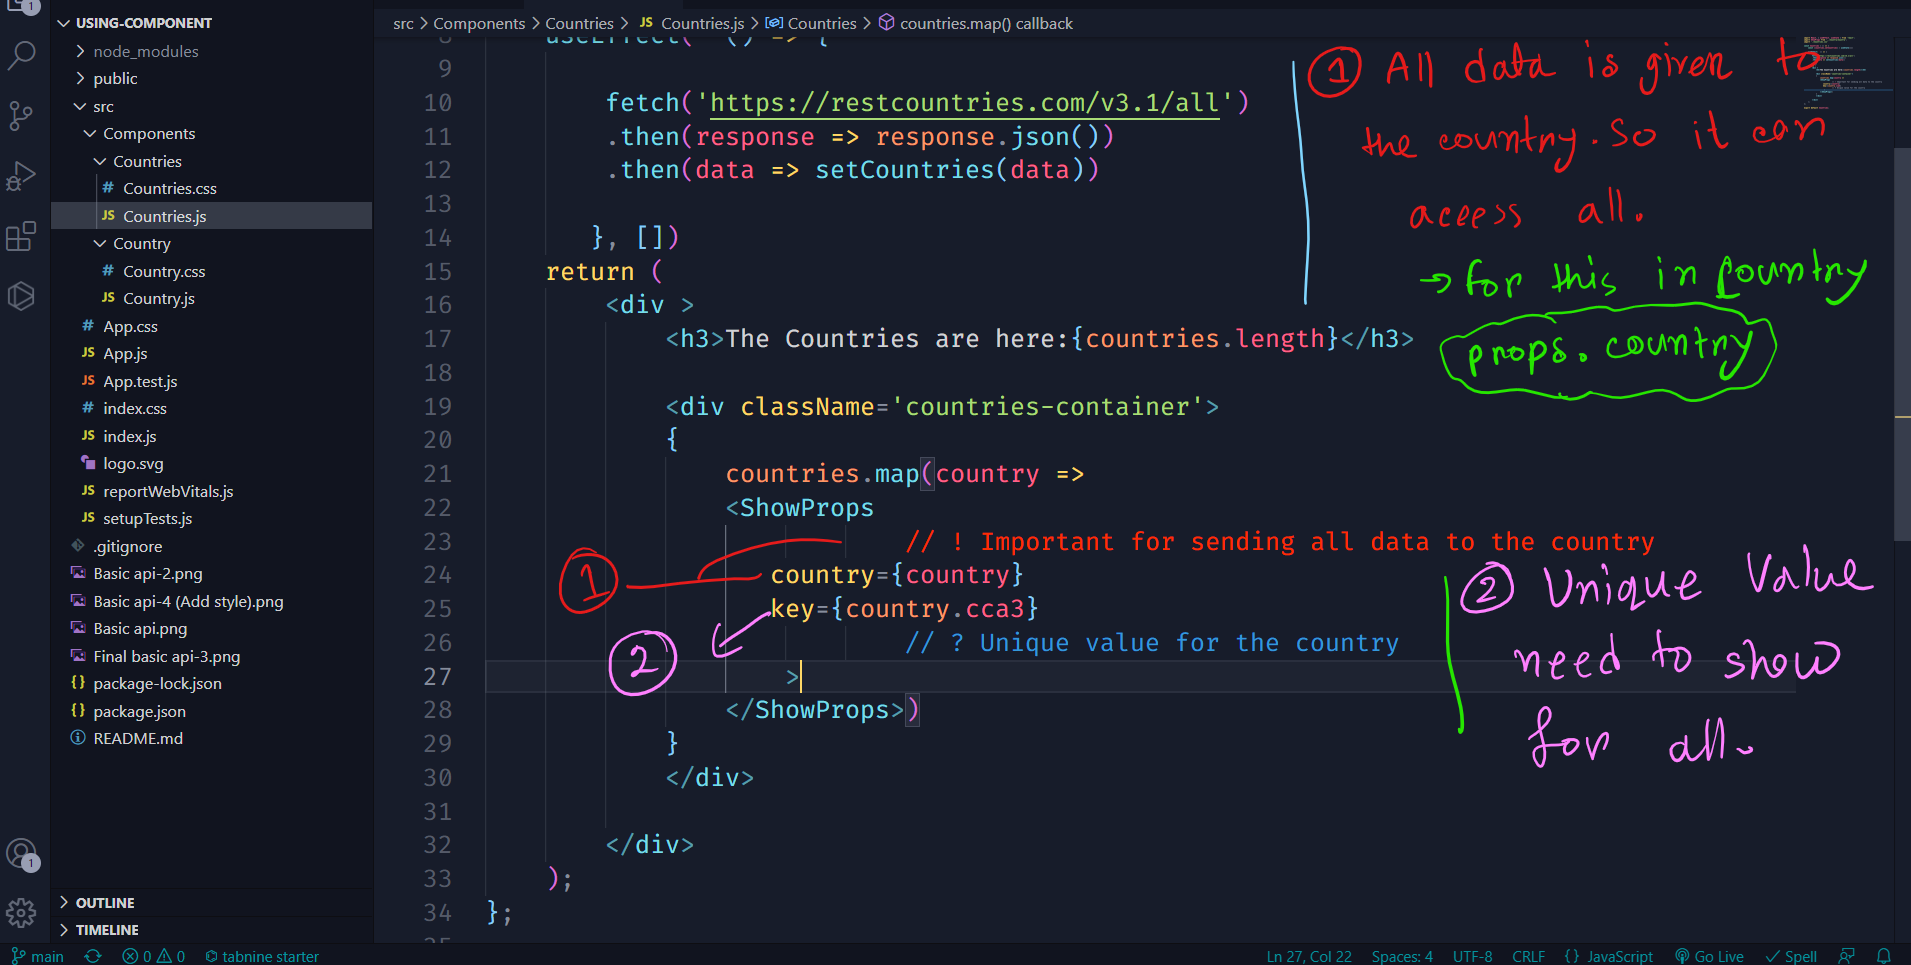 USING-COMPONENT
node_modules
public
src
Components
Countries
# Countries.css
JS Countries.js
Country
# Country.css
JS Country.js
# App.css
JS App.js
JS App.test.js
# index.css
JS index.js
logo.svg
JS reportWebVitals.js
JS setupTests.js
.gitignore
Basic api-2.png
Basic api-4 (Add style).png
Basic api.png
Final basic api-3.png
{} package-lock.json
{} package.json
README.md
OUTLINE
TIMELINE
1
1
src > Components > Countries > JS Countries.js > Countries > countries.map() callback
8 useEffect( () => {
9
10 fetch('https://restcountries.com/v3.1/all')
11 .then(response => response.json())
12 .then(data => setCountries(data))
13
14 }, [])
15 return (
16 <div >
17 <h3>The Countries are here:{countries.length}</h3>
18
19 <div className='countries-container'>
20 {
21 countries.map(country =>
22 <ShowProps
23 // ! Important for sending all data to the country
24 country={country}
25 key={country.cca3}
26 // ? Unique value for the country
27 >
28 </ShowProps>)
29 }
30 </div>
31
32 </div>
33 );
34 };
35
1 All data is given to
the country. So it can
access all.
→ for this in Country
props.country
1
2
2 Unique Value
need to show
for all.
main 0 0 tabnine starter Ln 27, Col 22 Spaces: 4 UTF-8 CRLF {} JavaScript Go Live Spell